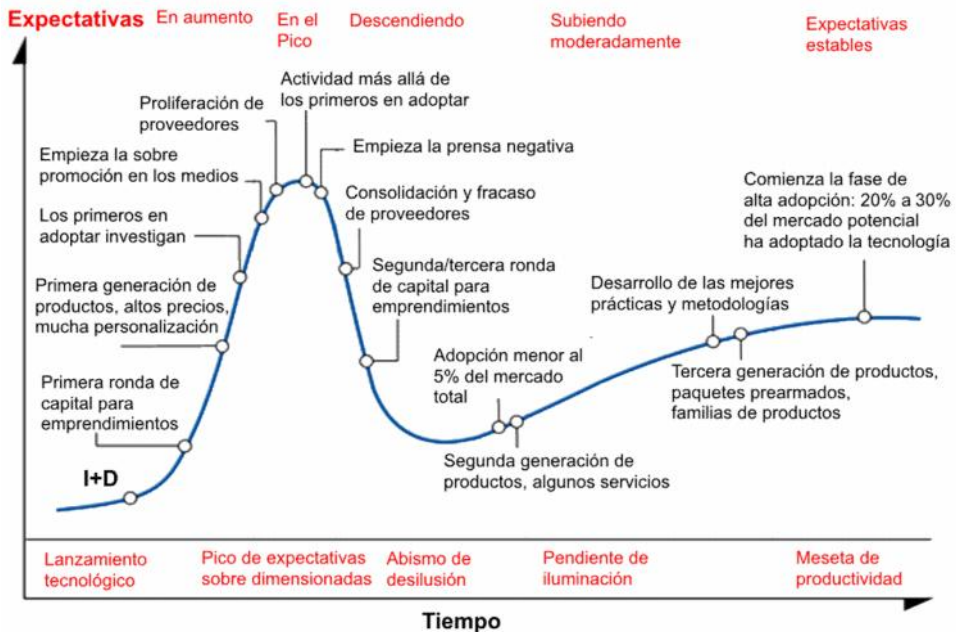 Expectativas
En aumento
En el
Pico
Descendiendo
Subiendo
moderadamente
Expectativas
estables
Actividad más allá de
los primeros en adoptar
Proliferación de
proveedores
Empieza la prensa negativa
Empieza la sobre
promoción en los medios
Consolidación y fracaso
de proveedores
Comienza la fase de
alta adopción: 20% a 30%
del mercado potencial
ha adoptado la tecnología
Los primeros en
adoptar investigan
Segunda/tercera ronda
de capital para
emprendimientos
Desarrollo de las mejores
prácticas y metodologías
Primera generación de
productos, altos precios,
mucha personalización
Adopción menor al
5% del mercado
total
Tercera generación de productos,
paquetes prearmados,
familias de productos
Primera ronda de
capital para
emprendimientos
Segunda generación de
productos, algunos servicios
I+D
Lanzamiento
tecnológico
Pico de expectativas
sobre dimensionadas
Abismo de
desilusión
Pendiente de
iluminación
Meseta de
productividad
Tiempo